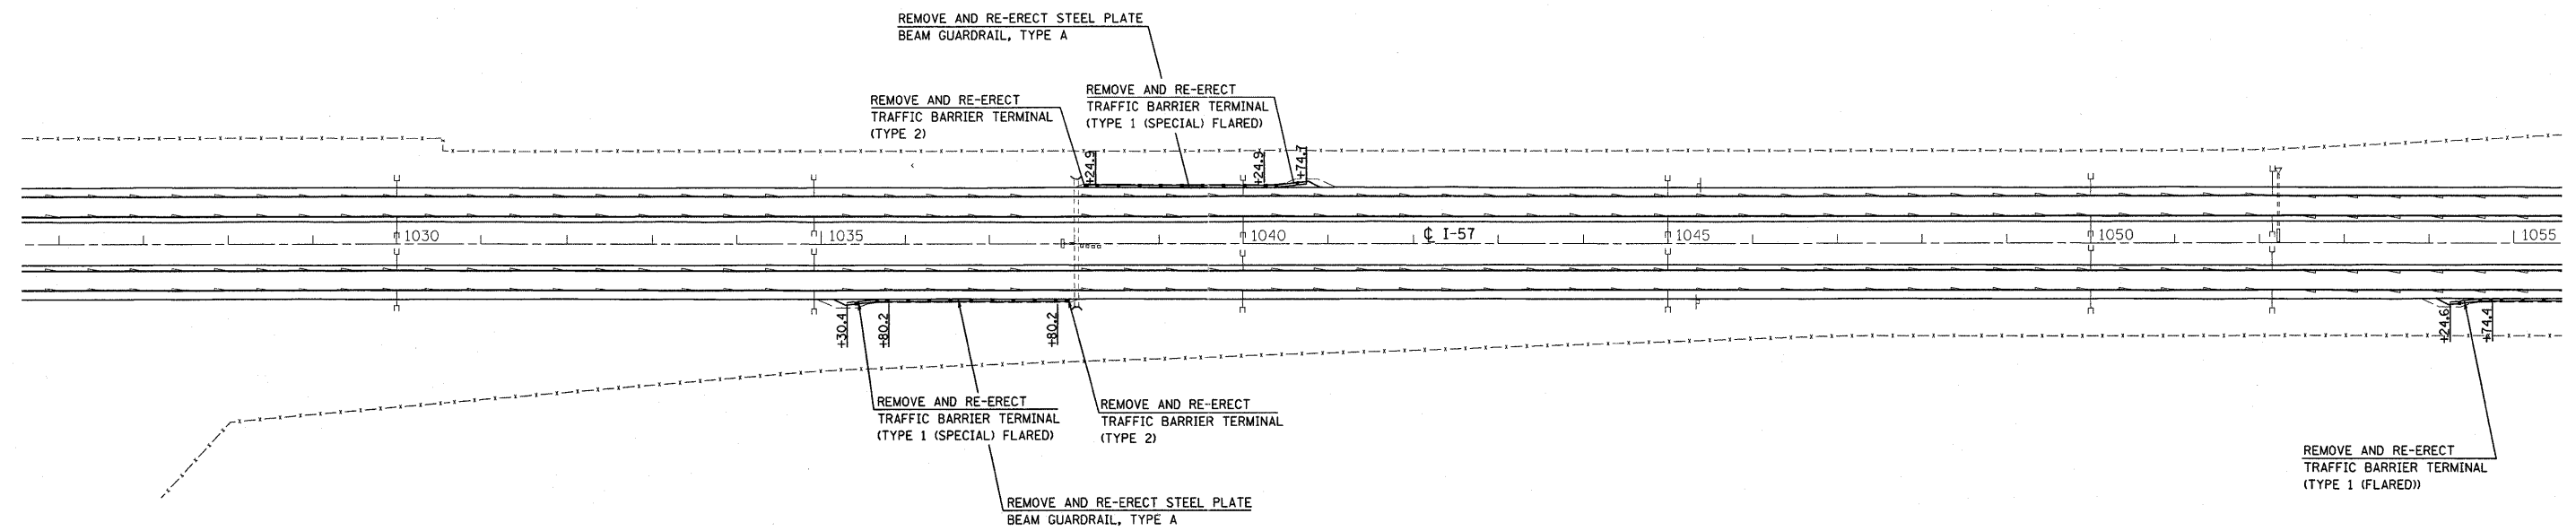 REMOVE AND RE-ERECT STEEL PLATE
BEAM GUARDRAIL, TYPE A
REMOVE AND RE-ERECT
TRAFFIC BARRIER TERMINAL
(TYPE 2)
REMOVE AND RE-ERECT
TRAFFIC BARRIER TERMINAL
(TYPE 1 (SPECIAL) FLARED)
+24.9
+24.9
+74.7
1030
1035
1040
℄ I-57
1045
1050
1055
+30.4
+80.2
+80.2
+24.6
+74.4
REMOVE AND RE-ERECT
TRAFFIC BARRIER TERMINAL
(TYPE 1 (SPECIAL) FLARED)
REMOVE AND RE-ERECT
TRAFFIC BARRIER TERMINAL
(TYPE 2)
REMOVE AND RE-ERECT STEEL PLATE
BEAM GUARDRAIL, TYPE A
REMOVE AND RE-ERECT
TRAFFIC BARRIER TERMINAL
(TYPE 1 (FLARED))